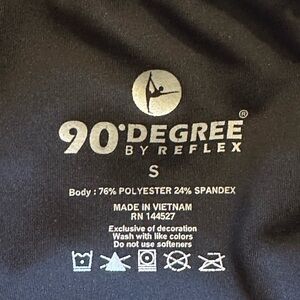 90°DEGREE®
BY REFLEX
S
Body : 76% POLYESTER 24% SPANDEX
MADE IN VIETNAM
RN 144527
Exclusive of decoration
Wash with like colors
Do not use softeners